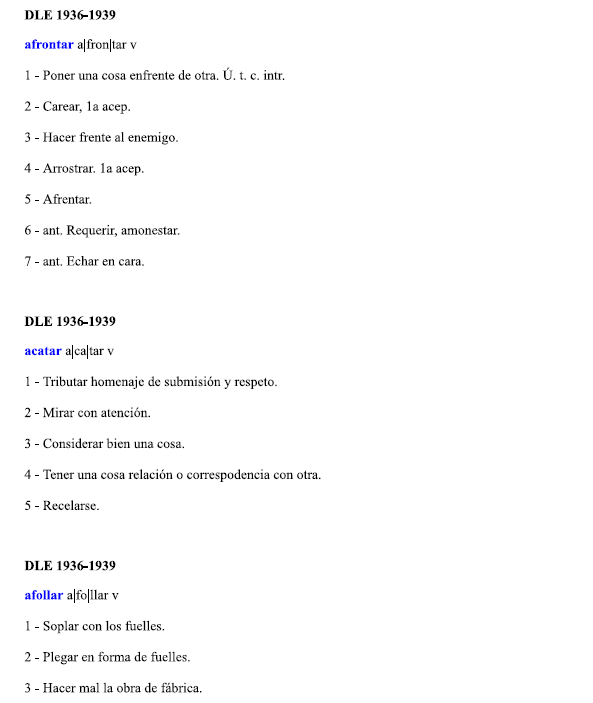 DLE 1936-1939
afrontar a|fron|tar v
1 - Poner una cosa enfrente de otra. Ú. t. c. intr.
2 - Carear, 1a acep.
3 - Hacer frente al enemigo.
4 - Arrostrar. 1a acep.
5 - Afrentar.
6 - ant. Requerir, amonestar.
7 - ant. Echar en cara.
DLE 1936-1939
acatar a|ca|tar v
1 - Tributar homenaje de submisión y respeto.
2 - Mirar con atención.
3 - Considerar bien una cosa.
4 - Tener una cosa relación o correspodencia con otra.
5 - Recelarse.
DLE 1936-1939
afollar a|fo|llar v
1 - Soplar con los fuelles.
2 - Plegar en forma de fuelles.
3 - Hacer mal la obra de fábrica.